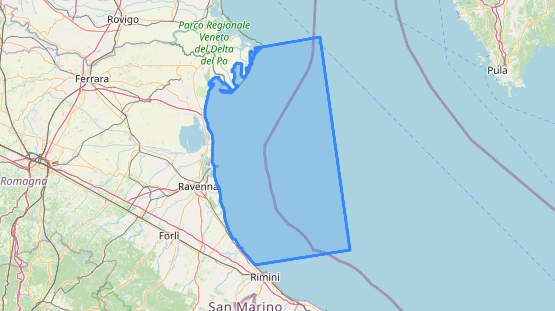 Rovigo
Parco Regionale
Veneto
del Delta
del Po
Pula
Ferrara
Romagna
Ravenna
Forlì
Rimini
San Marino